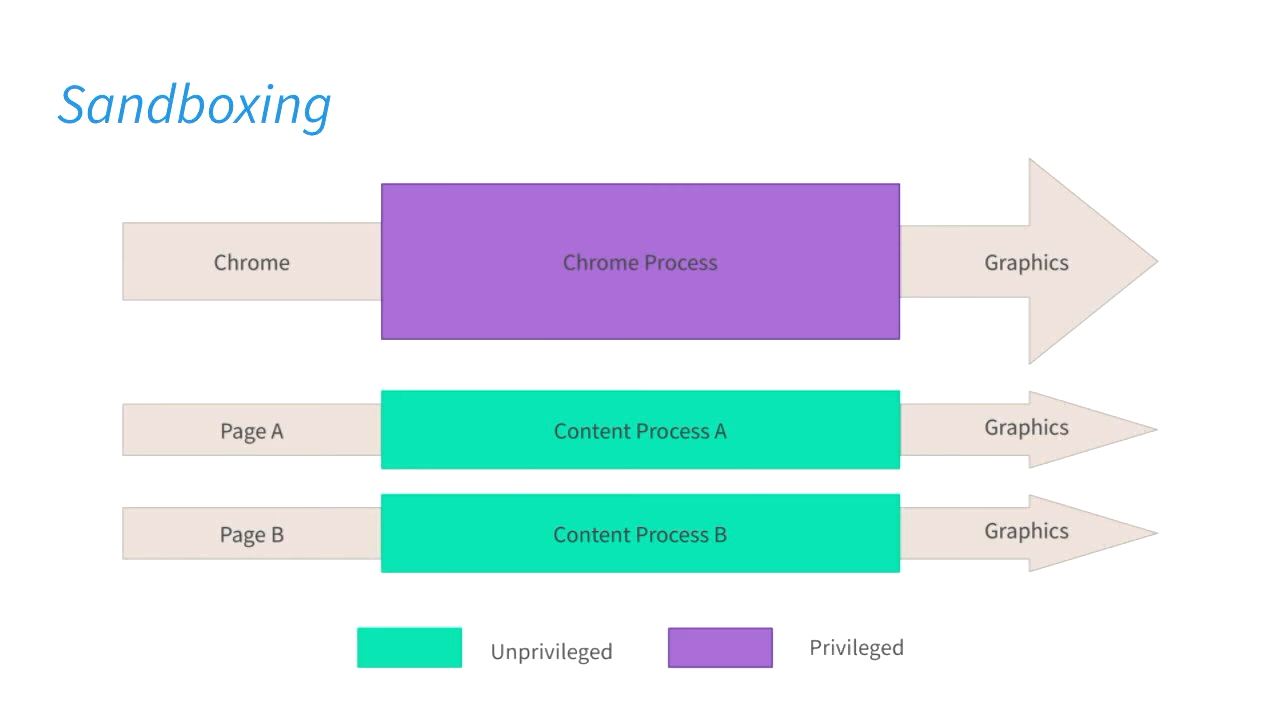 Sandboxing
Chrome
Chrome Process
Graphics
Page A
Content Process A
Graphics
Page B
Content Process B
Graphics
Unprivileged
Privileged